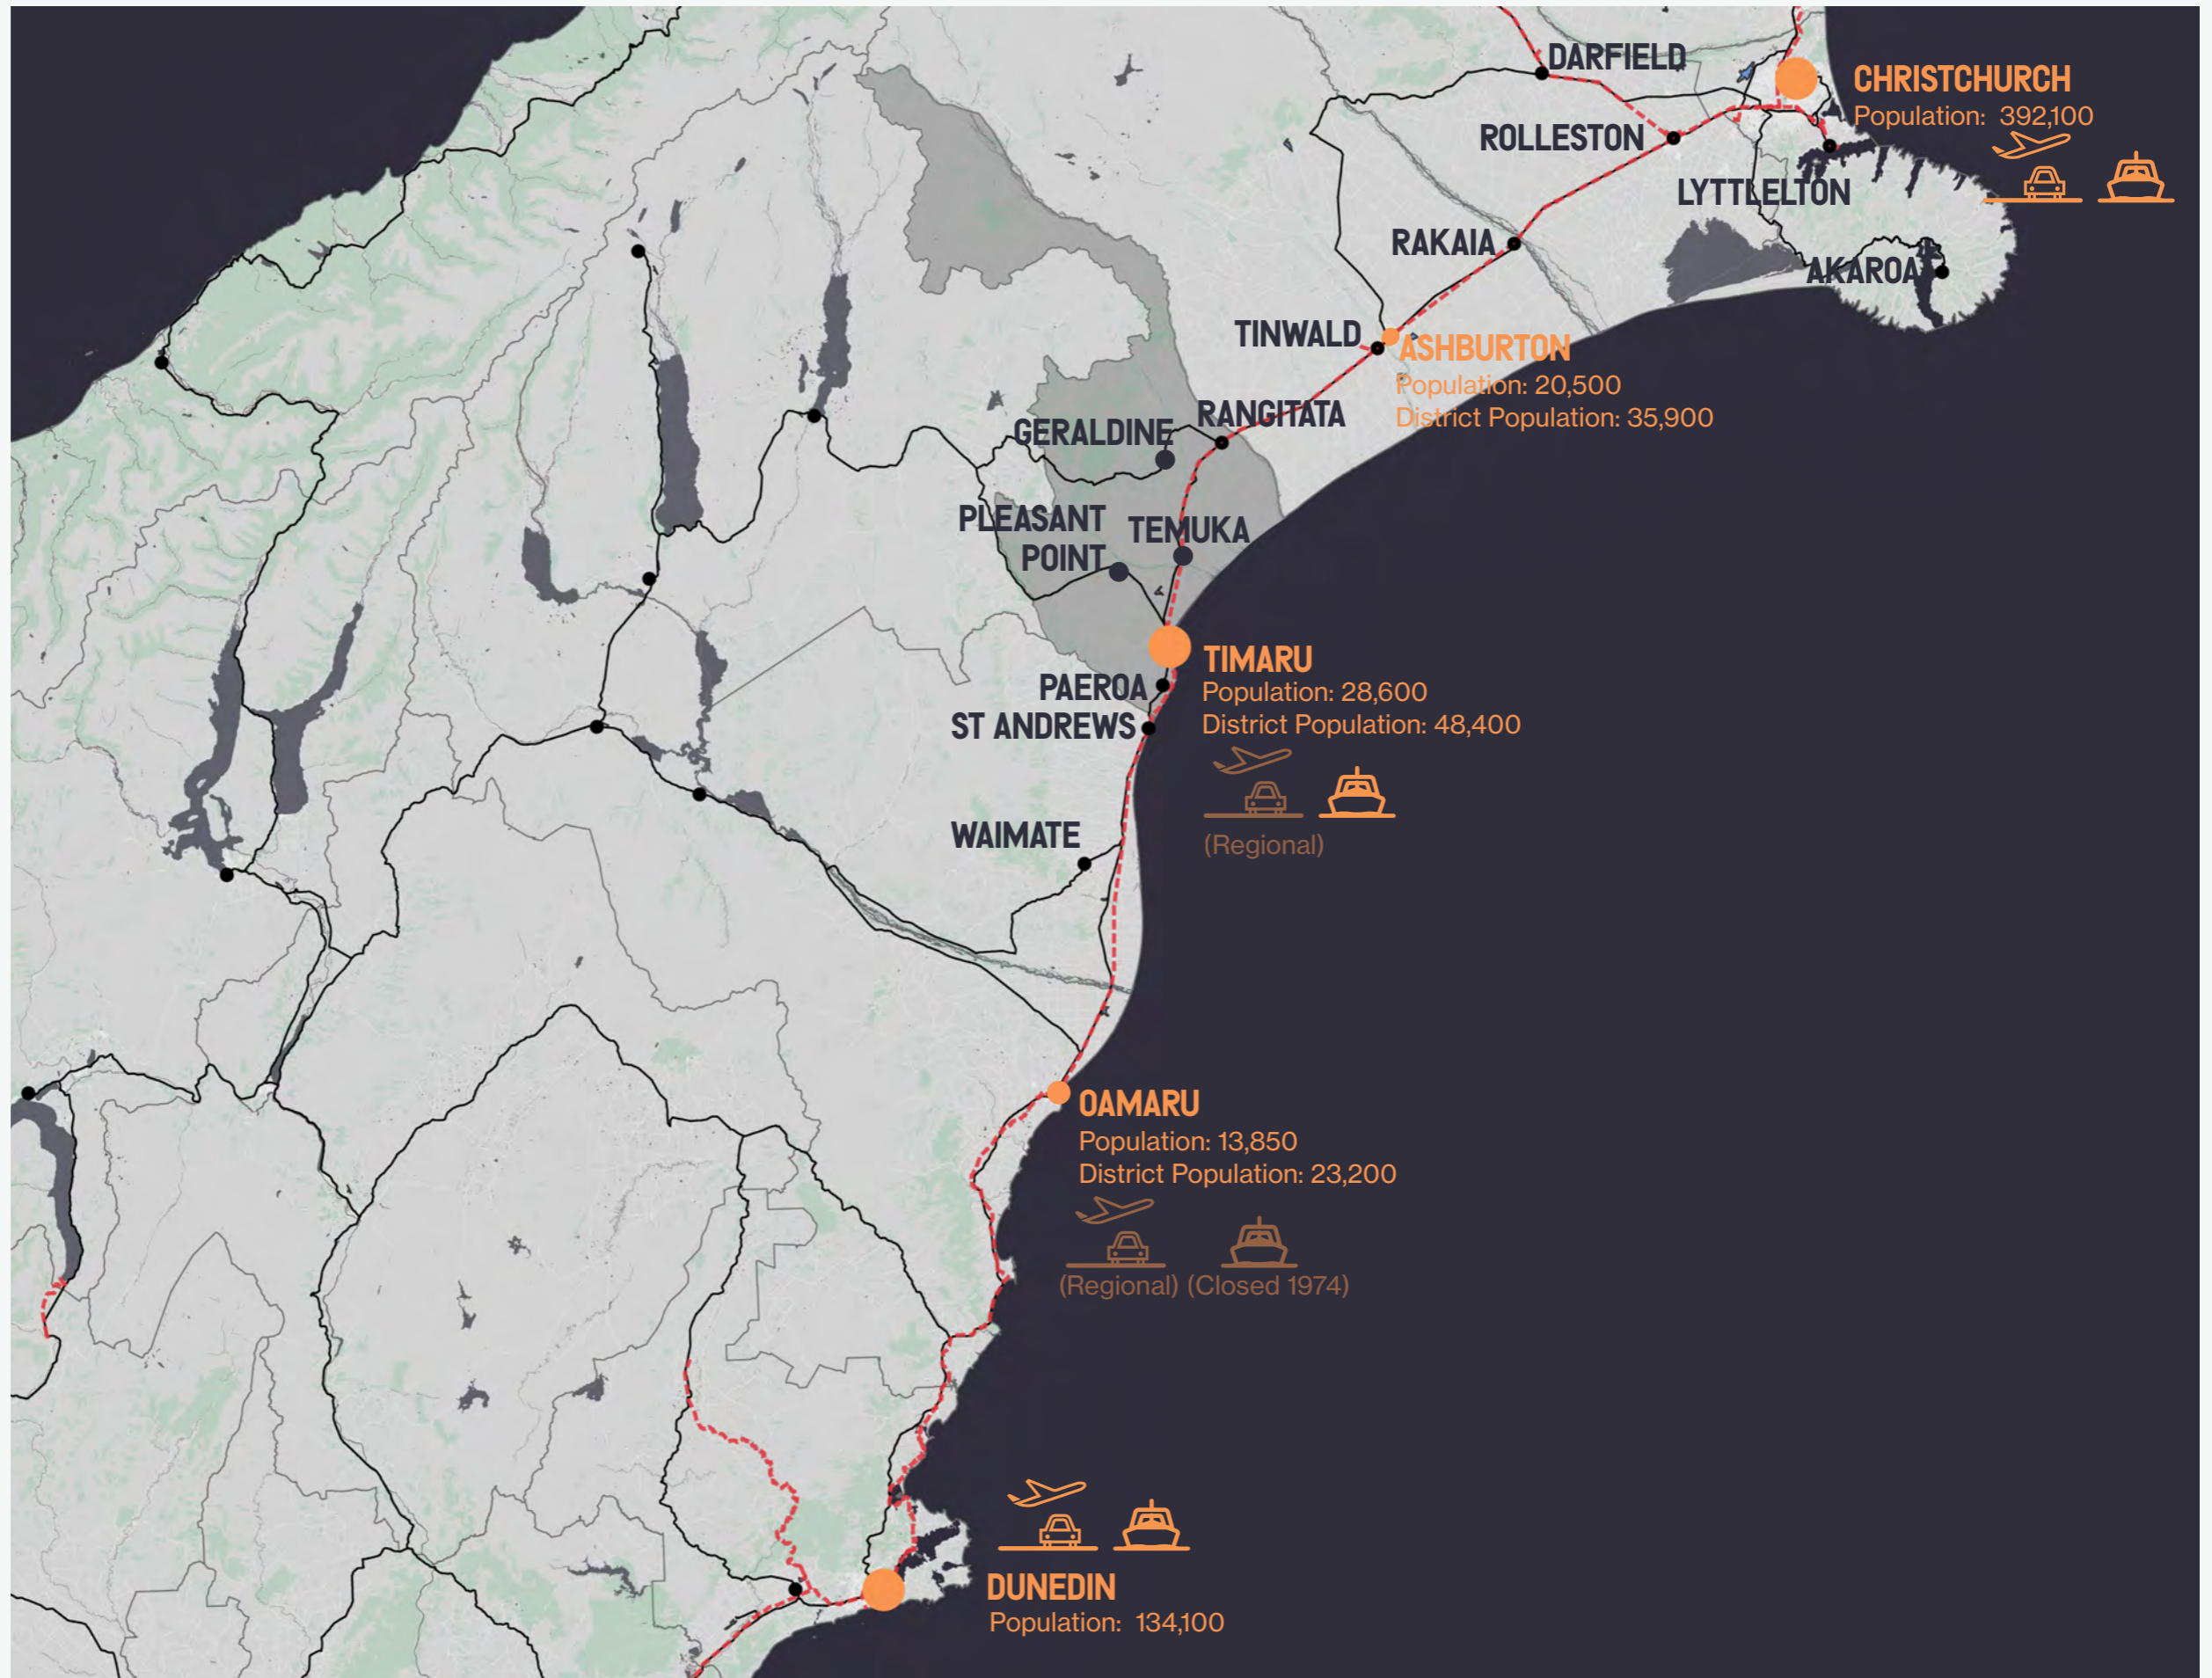 DARFIELD
CHRISTCHURCH
Population: 392,100
ROLLESTON
LYTTLELTON
RAKAIA
AKAROA
TINWALD
ASHBURTON
Population: 20,500
District Population: 35,900
RANGITATA
GERALDINE
PLEASANT
POINT
TEMUKA
TIMARU
Population: 28,600
District Population: 48,400
(Regional)
PAEROA
ST ANDREWS
WAIMATE
OAMARU
Population: 13,850
District Population: 23,200
(Regional) (Closed 1974)
DUNEDIN
Population: 134,100